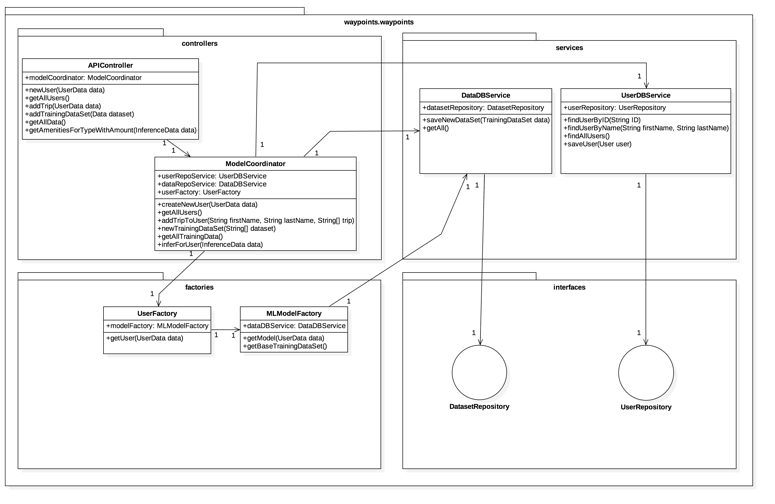 waypoints.waypoints
controllers
APIController
+modelCoordinator: ModelCoordinator
+newUser(UserData data)
+getAllUsers()
+addTrip(UserData data)
+addTrainingDataSet(Data dataset)
+getAllData()
+getAmenitiesForTypeWithAmount(InferenceData data)
1
1
ModelCoordinator
+userRepoService: UserDBService
+dataRepoService: DataDBService
+userFactory: UserFactory
+createNewUser(UserData data)
+getAllUsers()
+addTripToUser(String firstName, String lastName, String[] trip)
+newTrainingDataSet(String[] dataset)
+getAllTrainingData()
+inferForUser(InferenceData data)
1
1
1
services
1
1
DataDBService
+datasetRepository: DatasetRepository
+saveNewDataSet(TrainingDataSet data)
+getAll()
1
1
UserDBService
+userRepository: UserRepository
+findUserByID(String ID)
+findUserByName(String firstName, String lastName)
+findAllUsers()
+saveUser(User user)
1
factories
1
UserFactory
+modelFactory: MLModelFactory
+getUser(UserData data)
1
1
1
MLModelFactory
+dataDBService: DataDBService
+getModel(UserData data)
+getBaseTrainingDataSet()
interfaces
1
1
DatasetRepository
UserRepository